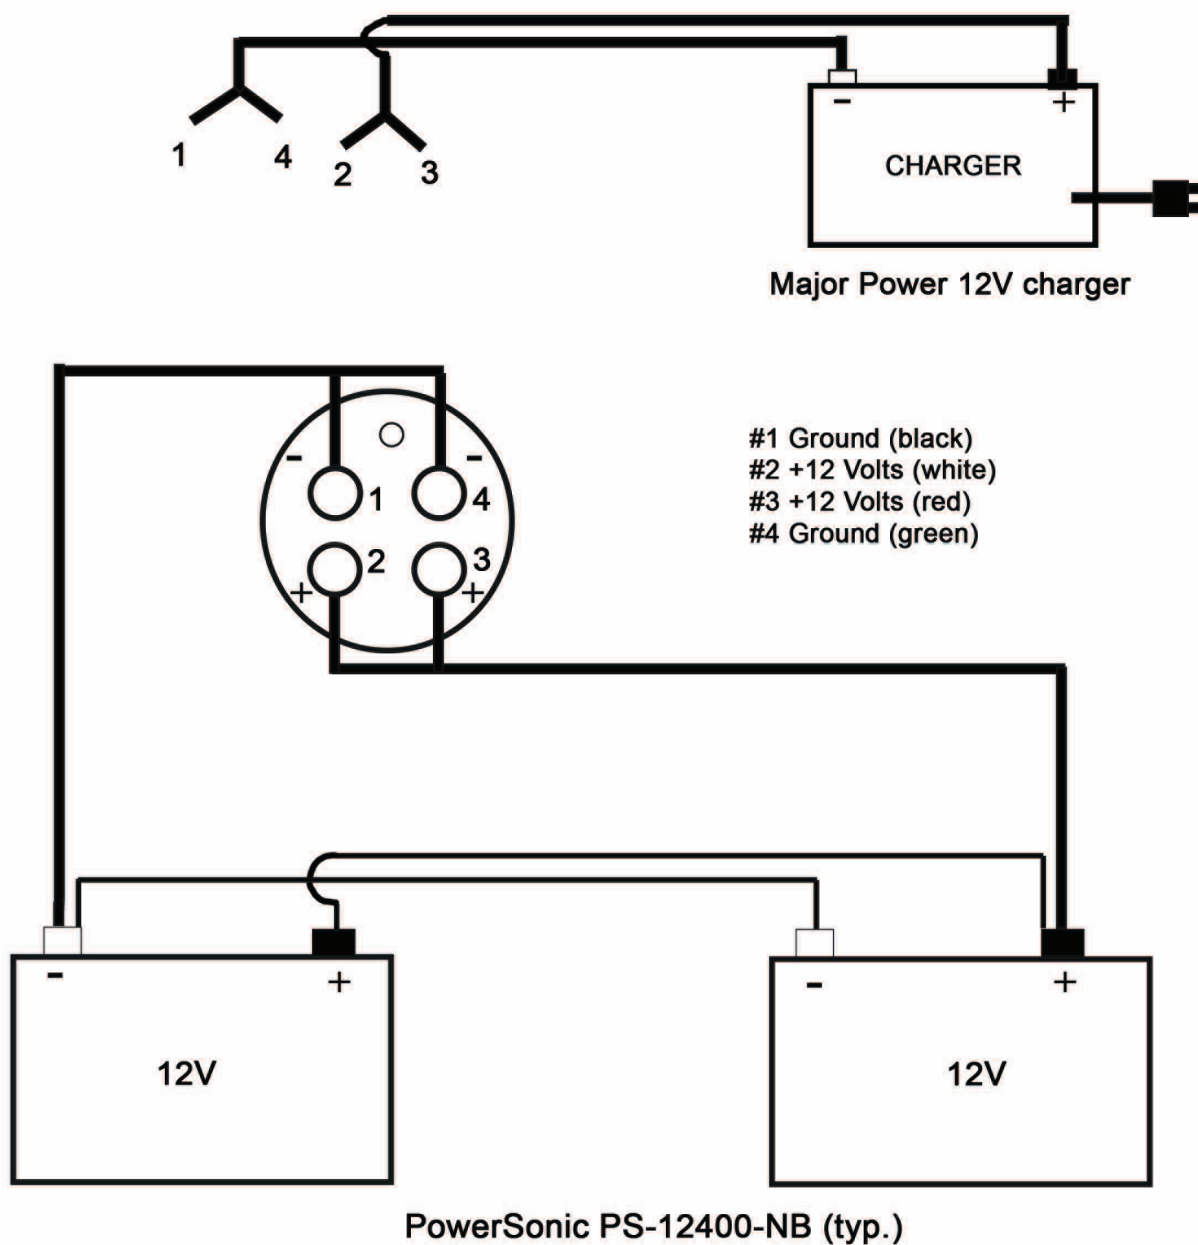 - +
1 4 2 3
CHARGER
Major Power 12V charger
- -
1 4
2 3
+ +
#1 Ground (black)
#2 +12 Volts (white)
#3 +12 Volts (red)
#4 Ground (green)
- + - +
12V 12V
PowerSonic PS-12400-NB (typ.)